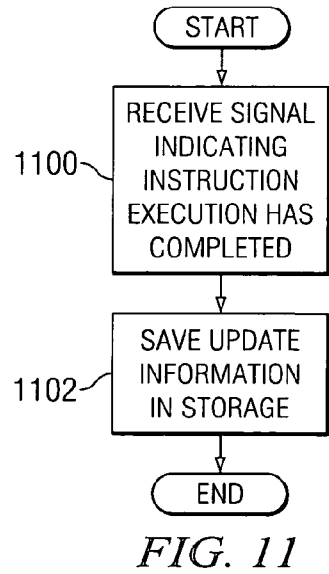 START
RECEIVE SIGNAL
INDICATING
INSTRUCTION
EXECUTION HAS
COMPLETED
1100
SAVE UPDATE
INFORMATION
IN STORAGE
1102
END
FIG. 11